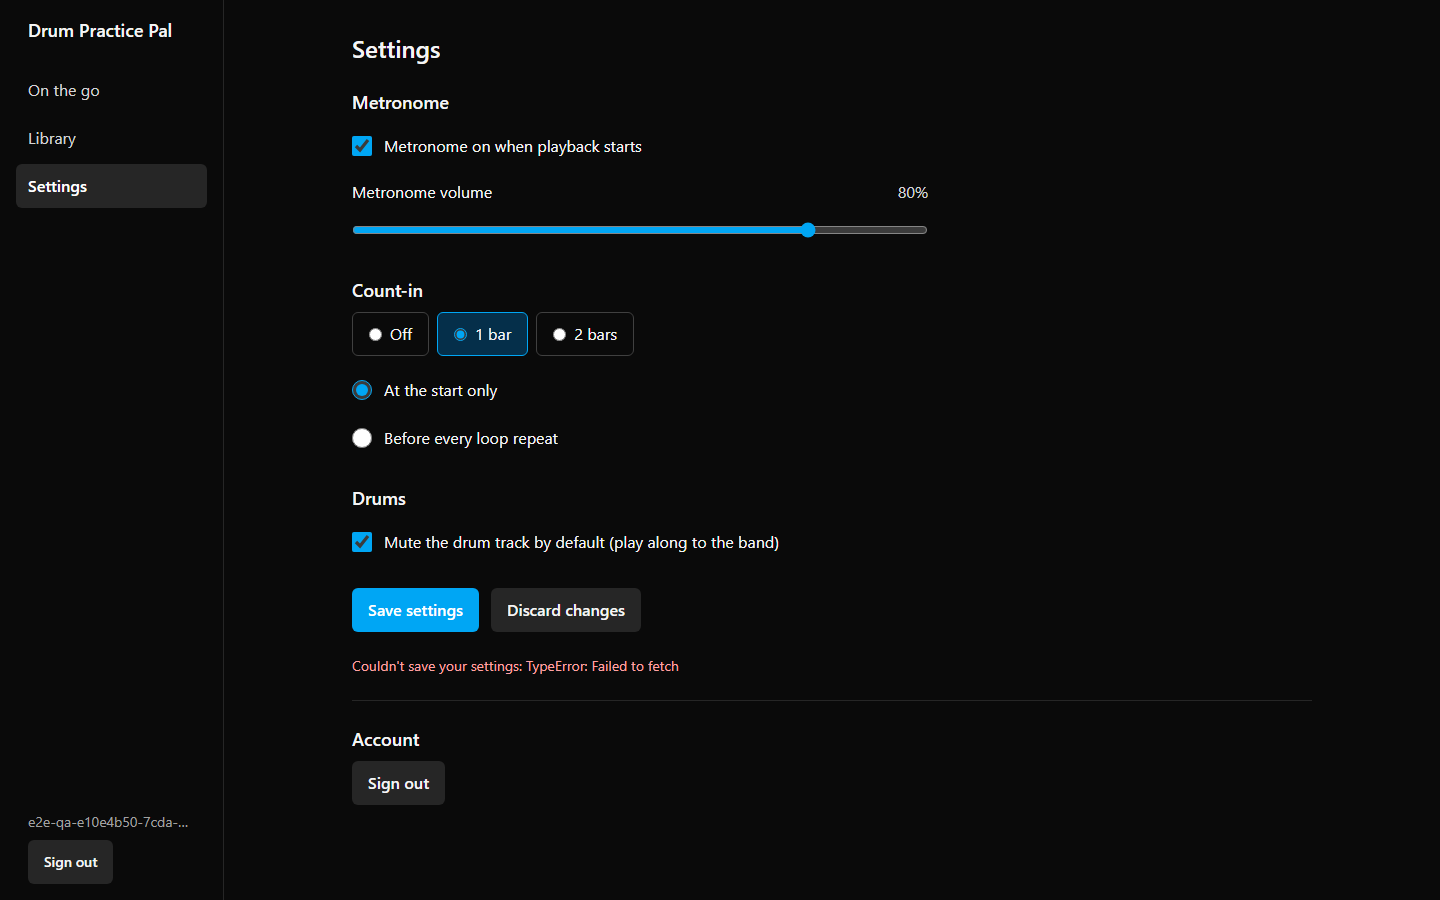 Drum Practice Pal
On the go
Library
Settings
e2e-qa-e10e4b50-7cda-...
Sign out
Settings
Metronome
Metronome on when playback starts
Metronome volume 80%
Count-in
Off 1 bar 2 bars
At the start only
Before every loop repeat
Drums
Mute the drum track by default (play along to the band)
Save settings Discard changes
Couldn't save your settings: TypeError: Failed to fetch
Account
Sign out